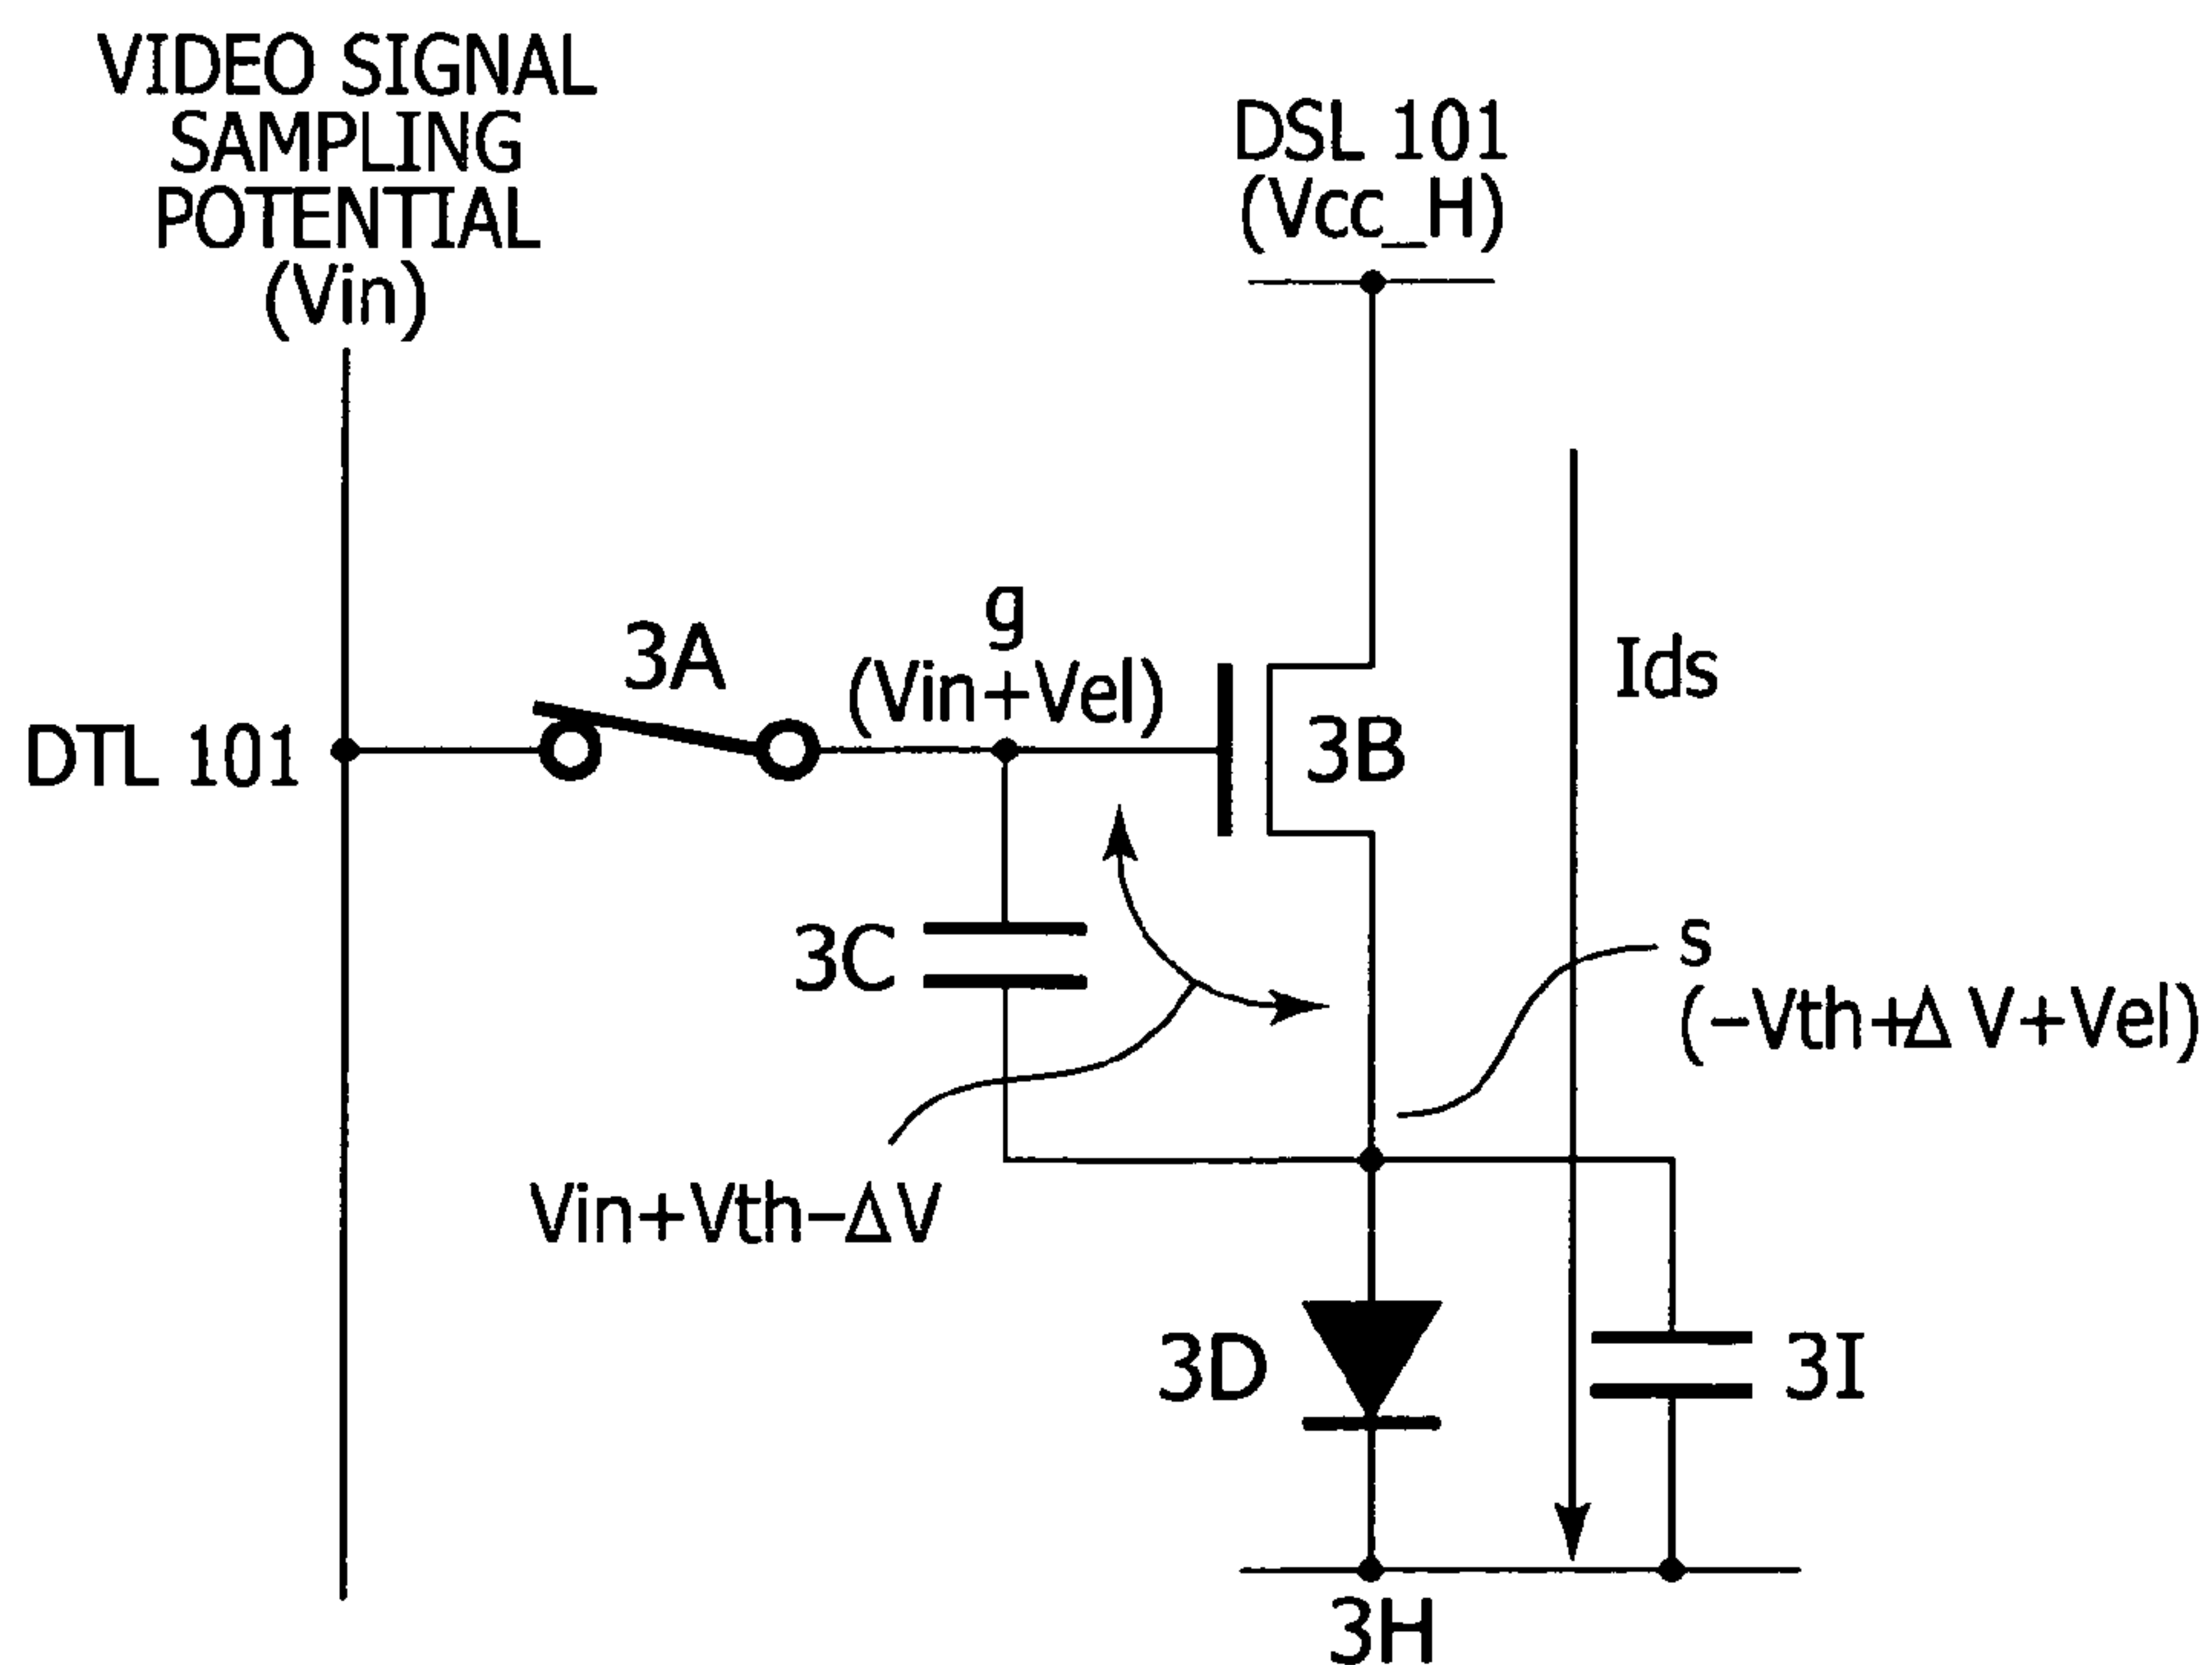 VIDEO SIGNAL
SAMPLING
POTENTIAL
(Vin)
DSL 101
(Vcc_H)
g
(Vin+Vel)
3A
Ids
3B
DTL 101
s
(-Vth+Δ V+Vel)
3C
Vin+Vth-ΔV
3D
3I
3H